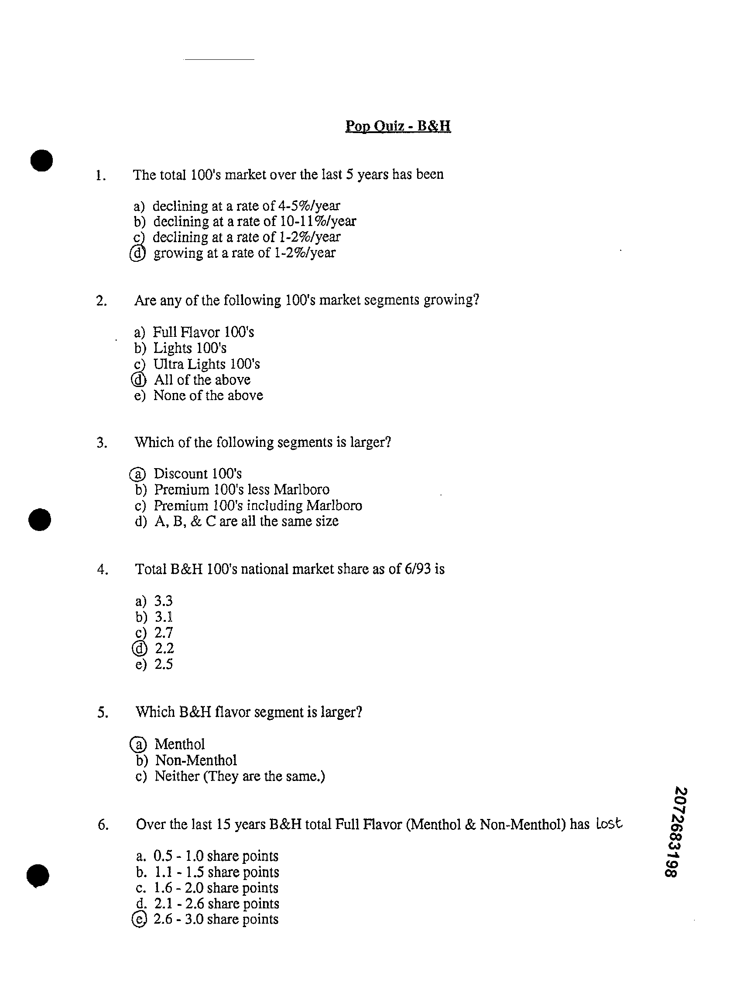 Pop Quiz - B&H
1. The total 100's market over the last 5 years has been
a) declining at a rate of 4-5%/year
b) declining at a rate of 10-11%/year
c) declining at a rate of 1-2%/year
d) growing at a rate of 1-2%/year
2. Are any of the following 100's market segments growing?
a) Full Flavor 100's
b) Lights 100's
c) Ultra Lights 100's
d) All of the above
e) None of the above
3. Which of the following segments is larger?
a) Discount 100's
b) Premium 100's less Marlboro
c) Premium 100's including Marlboro
d) A, B, & C are all the same size
4. Total B&H 100's national market share as of 6/93 is
a) 3.3
b) 3.1
c) 2.7
d) 2.2
e) 2.5
5. Which B&H flavor segment is larger?
a) Menthol
b) Non-Menthol
c) Neither (They are the same.)
6. Over the last 15 years B&H total Full Flavor (Menthol & Non-Menthol) has lost
a. 0.5 - 1.0 share points
b. 1.1 - 1.5 share points
c. 1.6 - 2.0 share points
d. 2.1 - 2.6 share points
e. 2.6 - 3.0 share points
2072683198